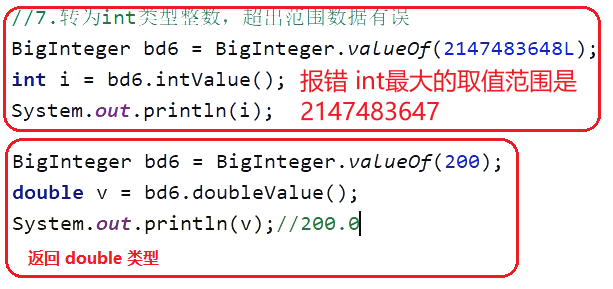 //7.转为int类型整数，超出范围数据有误
BigInteger bd6 = BigInteger.valueOf(2147483648L);
int i = bd6.intValue(); 报错 int最大的取值范围是
System.out.println(i); 2147483647
BigInteger bd6 = BigInteger.valueOf(200);
double v = bd6.doubleValue();
System.out.println(v);//200.0
返回 double 类型